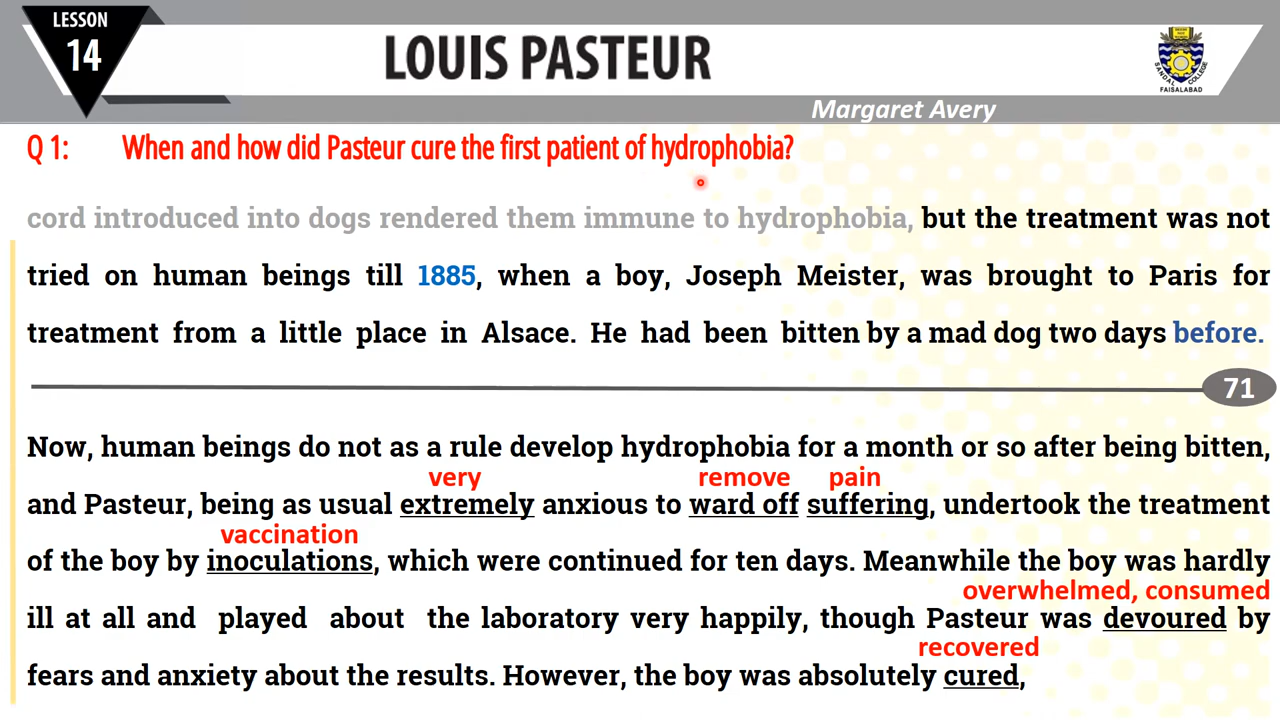 LESSON
14
LOUIS PASTEUR
SANDAL COLLEGE
FAISALABAD
Margaret Avery
Q 1: When and how did Pasteur cure the first patient of hydrophobia?
cord introduced into dogs rendered them immune to hydrophobia, but the treatment was not
tried on human beings till 1885, when a boy, Joseph Meister, was brought to Paris for
treatment from a little place in Alsace. He had been bitten by a mad dog two days before.
71
Now, human beings do not as a rule develop hydrophobia for a month or so after being bitten,
very remove pain
and Pasteur, being as usual extremely anxious to ward off suffering, undertook the treatment
vaccination
of the boy by inoculations, which were continued for ten days. Meanwhile the boy was hardly
overwhelmed, consumed
ill at all and played about the laboratory very happily, though Pasteur was devoured by
recovered
fears and anxiety about the results. However, the boy was absolutely cured,